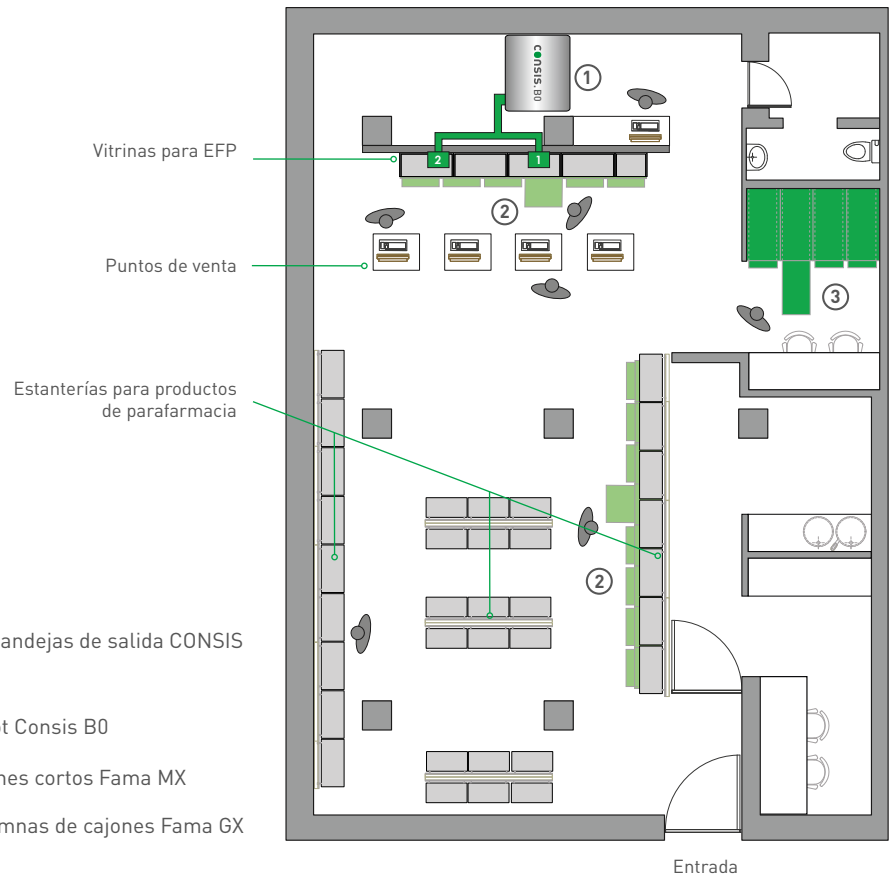 consis.B0
1
Vitrinas para EFP
2
1
2
Puntos de venta
3
Estanterías para productos
de parafarmacia
2
andejas de salida CONSIS
t Consis B0
nes cortos Fama MX
mnas de cajones Fama GX
Entrada